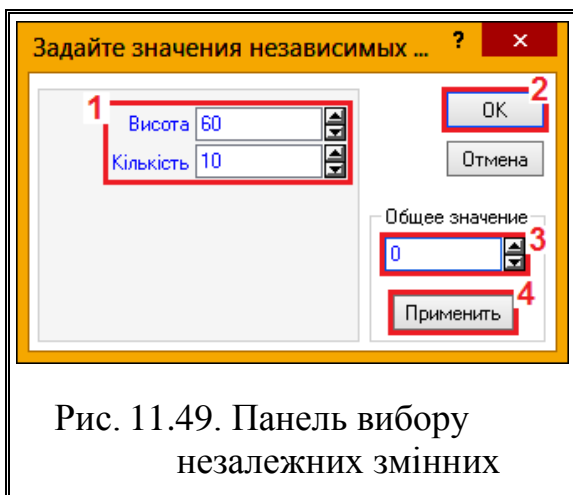 Задайте значения независимых ... ? ×
1
Висота 60
Кількість 10
2
OK
Отмена
Общее значение
0
3
4
Применить
Рис. 11.49. Панель вибору
незалежних змінних